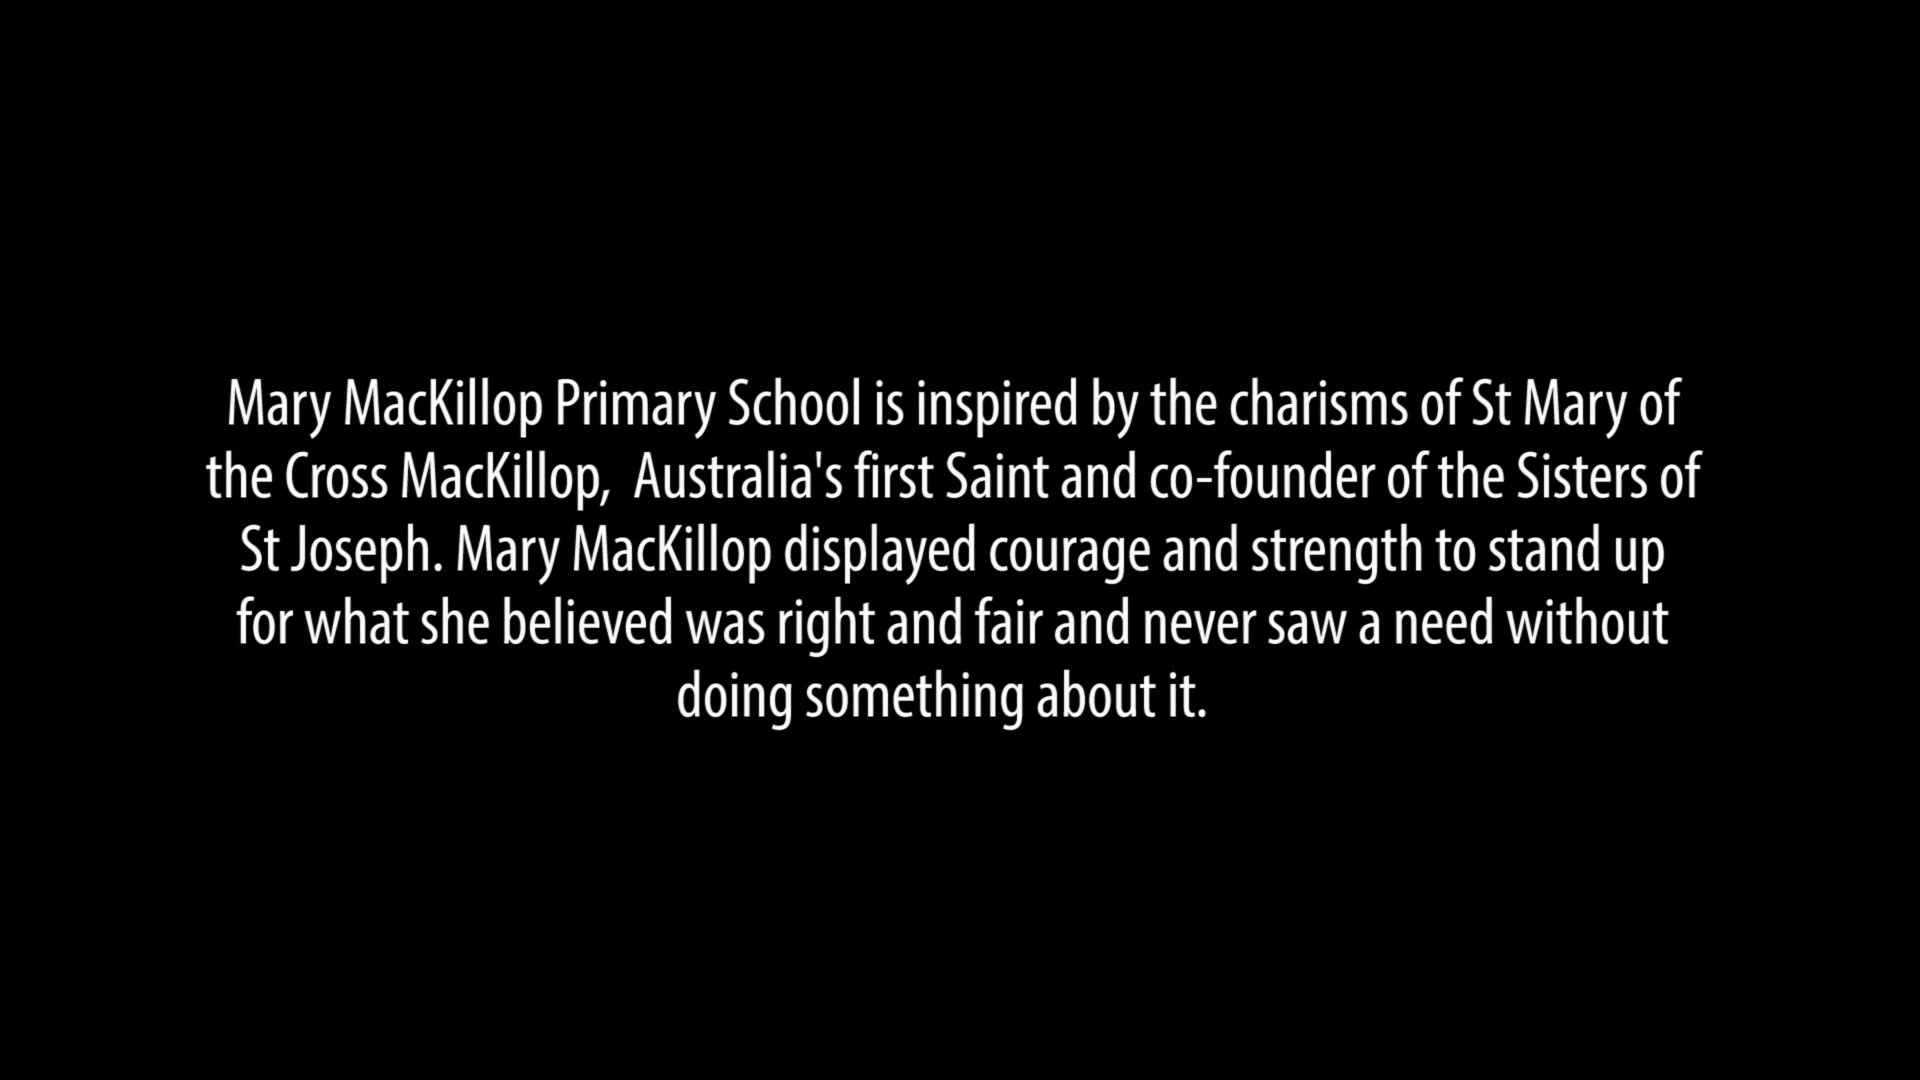 Mary MacKillop Primary School is inspired by the charisms of St Mary of
the Cross MacKillop,  Australia's first Saint and co-founder of the Sisters of
St Joseph. Mary MacKillop displayed courage and strength to stand up
for what she believed was right and fair and never saw a need without
doing something about it.